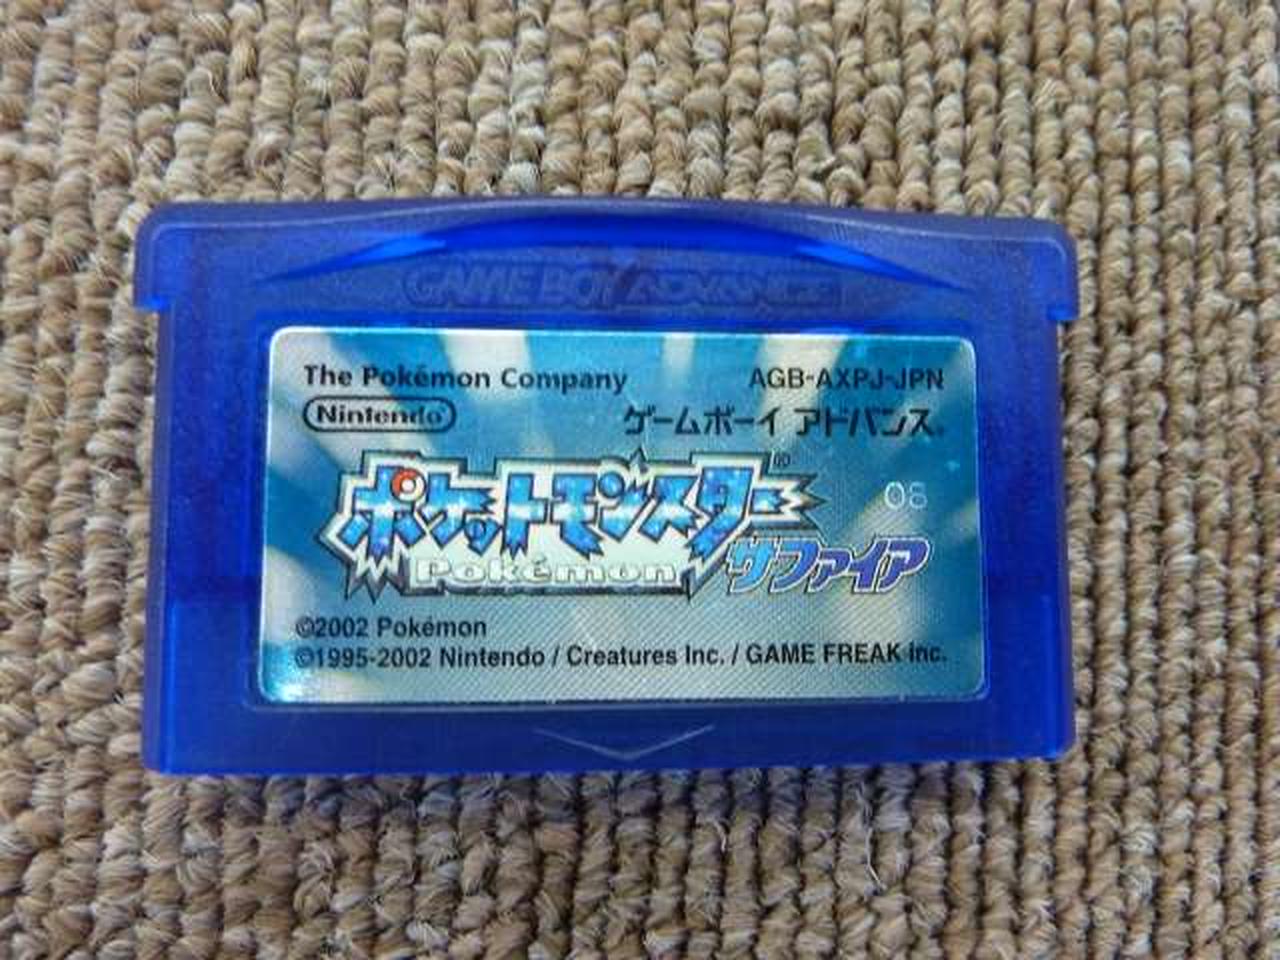 GAME BOY ADVANCE
The Pokémon Company
AGB-AXPJ-JPN
Nintendo®
ゲームボーイ アドバンス®
ポケットモンスター®
08
Pokémon
サファイア
©2002 Pokémon
©1995-2002 Nintendo / Creatures Inc. / GAME FREAK inc.